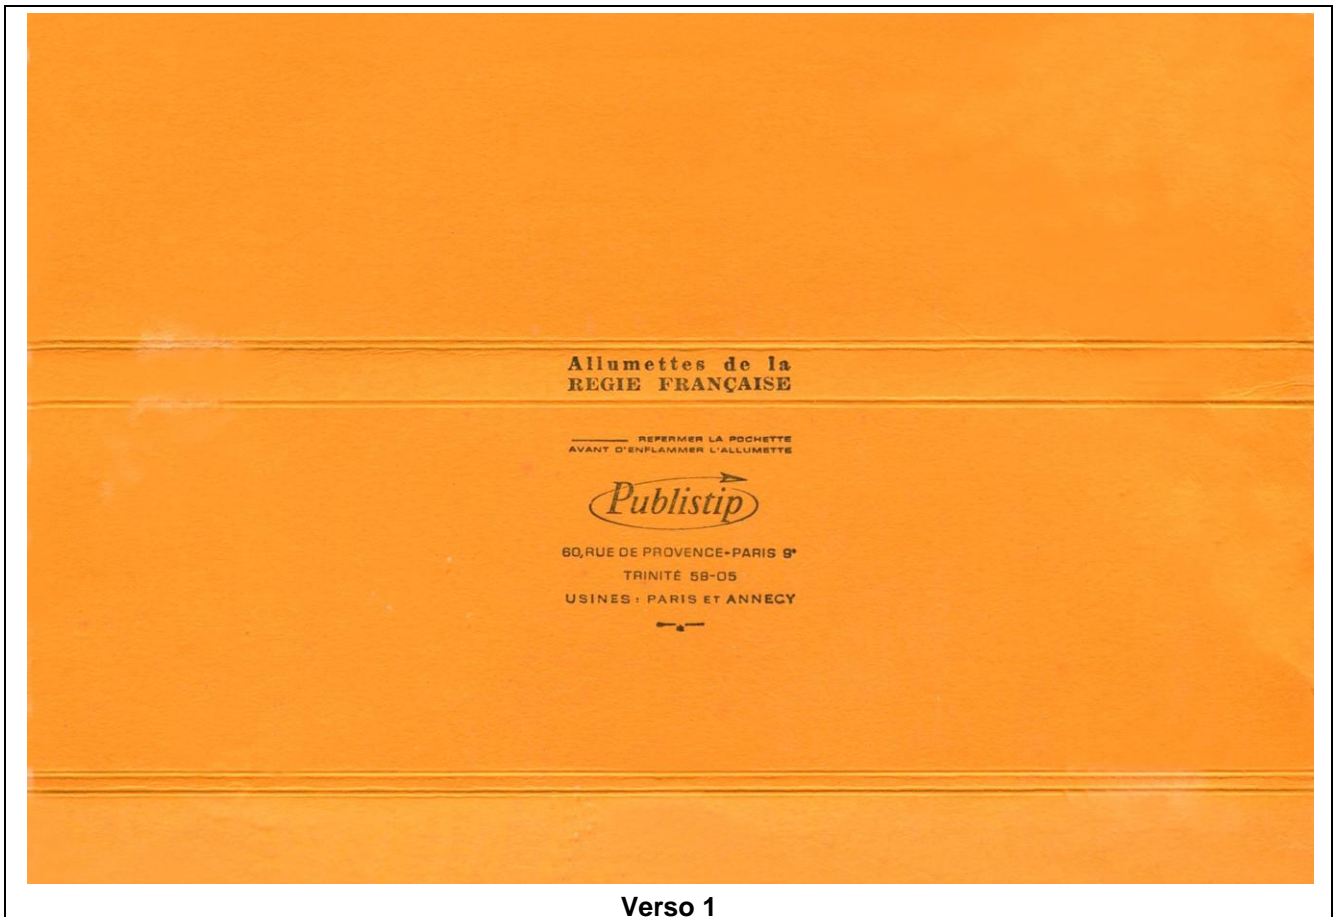 Allumettes de la
REGIE FRANÇAISE
REFERMER LA POCHETTE
AVANT D'ENFLAMMER L'ALLUMETTE
Publistip
60, RUE DE PROVENCE-PARIS 9e
TRINITÉ 58-05
USINES : PARIS ET ANNECY
Verso 1